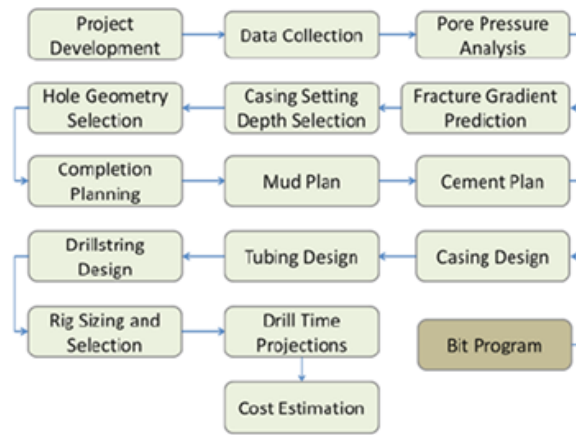 Project
Development
Data Collection
Pore Pressure
Analysis
Hole Geometry
Selection
Casing Setting
Depth Selection
Fracture Gradient
Prediction
Completion
Planning
Mud Plan
Cement Plan
Drillstring
Design
Tubing Design
Casing Design
Rig Sizing and
Selection
Drill Time
Projections
Bit Program
Cost Estimation